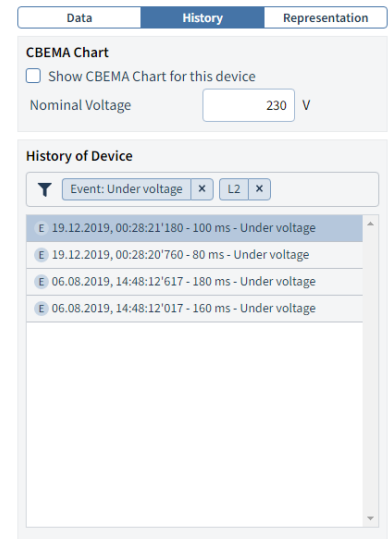 Data History Representation
CBEMA Chart
Show CBEMA Chart for this device
Nominal Voltage 230 V
History of Device
Event: Under voltage × L2 ×
E 19.12.2019, 00:28:21'180 - 100 ms - Under voltage
E 19.12.2019, 00:28:20'760 - 80 ms - Under voltage
E 06.08.2019, 14:48:12'617 - 180 ms - Under voltage
E 06.08.2019, 14:48:12'017 - 160 ms - Under voltage